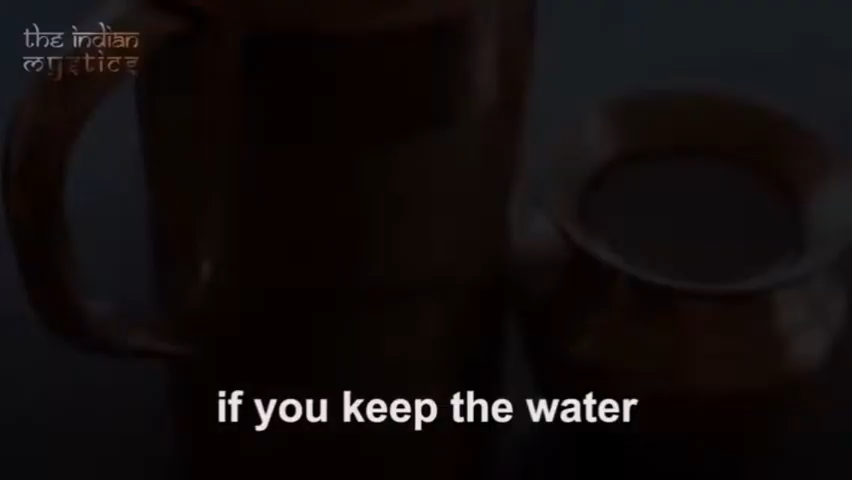 the indian
mystics
if you keep the water